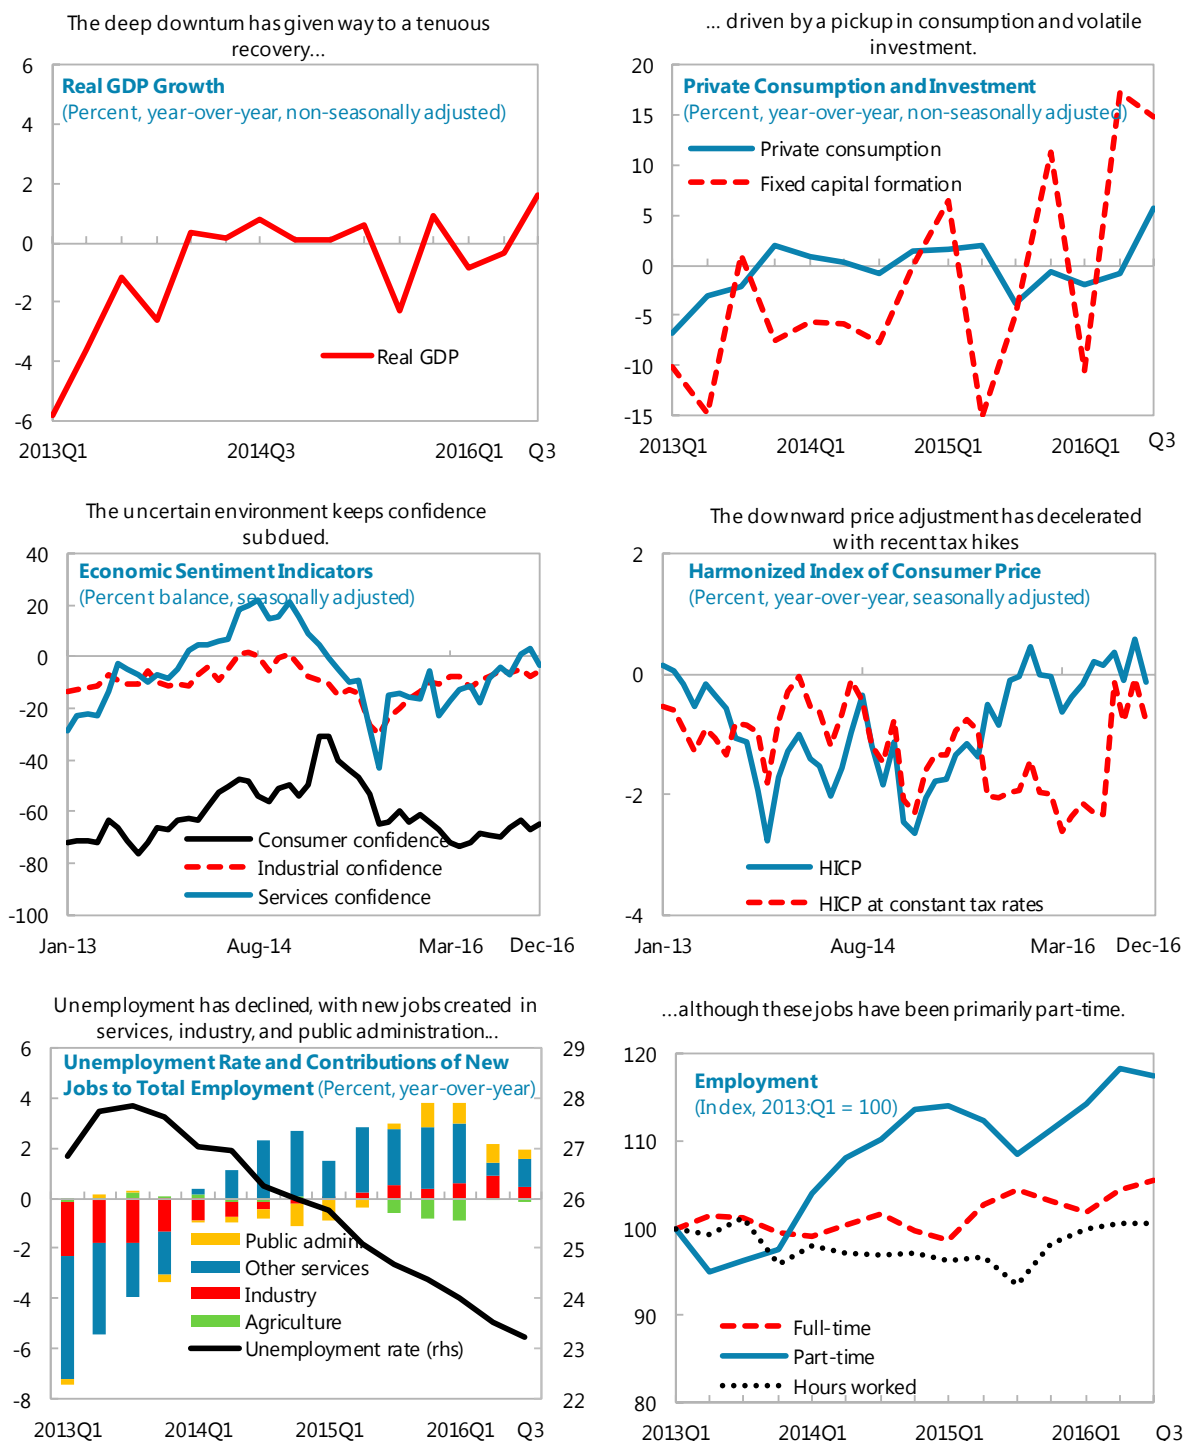 The deep downturn has given way to a tenuous
recovery...
Real GDP Growth
(Percent, year-over-year, non-seasonally adjusted)
6
4
2
0
-2
-4
-6
Real GDP
2013Q1
2014Q3
2016Q1
Q3
... driven by a pickup in consumption and volatile
investment.
Private Consumption and Investment
(Percent, year-over-year, non-seasonally adjusted)
20
15
10
5
0
-5
-10
-15
Private consumption
Fixed capital formation
2013Q1
2014Q1
2015Q1
2016Q1
Q3
The uncertain environment keeps confidence
subdued.
Economic Sentiment Indicators
(Percent balance, seasonally adjusted)
40
20
0
-20
-40
-60
-80
-100
Consumer confidence
Industrial confidence
Services confidence
Jan-13
Aug-14
Mar-16
Dec-16
The downward price adjustment has decelerated
with recent tax hikes
Harmonized Index of Consumer Price
(Percent, year-over-year, seasonally adjusted)
2
0
-2
-4
HICP
HICP at constant tax rates
Jan-13
Aug-14
Mar-16
Dec-16
Unemployment has declined, with new jobs created in
services, industry, and public administration...
Unemployment Rate and Contributions of New
Jobs to Total Employment (Percent, year-over-year)
6
4
2
0
-2
-4
-6
-8
29
28
27
26
25
24
23
22
Public admin.
Other services
Industry
Agriculture
Unemployment rate (rhs)
2013Q1
2014Q1
2015Q1
2016Q1
Q3
...although these jobs have been primarily part-time.
Employment
(Index, 2013:Q1 = 100)
120
110
100
90
80
Full-time
Part-time
Hours worked
2013Q1
2014Q1
2015Q1
2016Q1
Q3